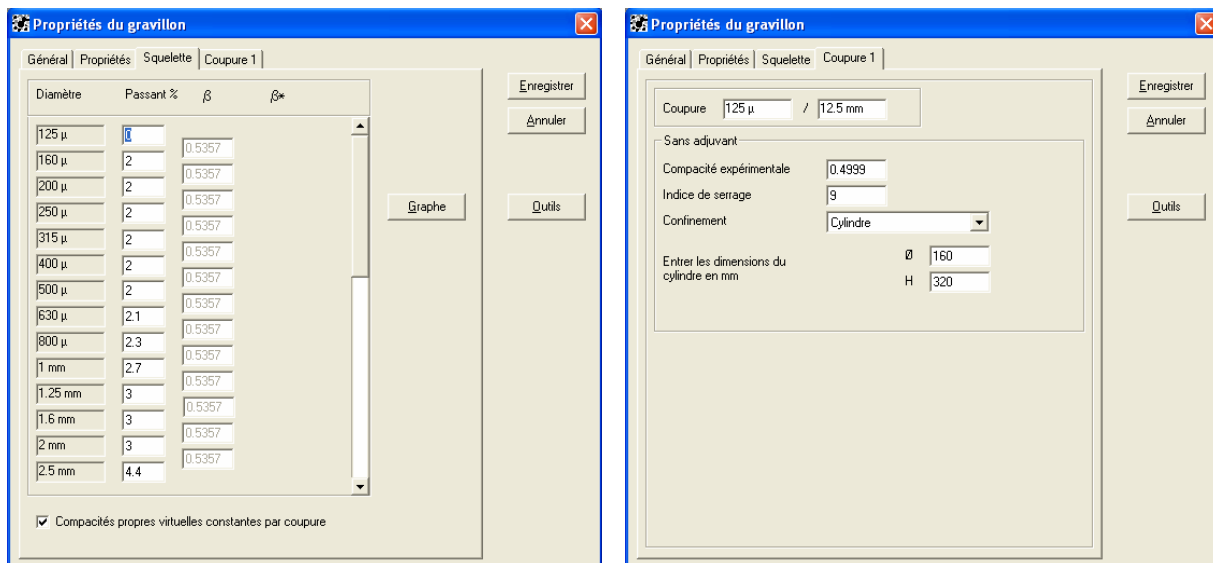 Propriétés du gravillon
Général Propriétés Squelette Coupure 1
Diamètre Passant % β β*
125 µ 0
0.5357
160 µ 2
0.5357
200 µ 2
0.5357
250 µ 2
0.5357
315 µ 2
0.5357
400 µ 2
0.5357
500 µ 2
0.5357
630 µ 2.1
0.5357
800 µ 2.3
0.5357
1 mm 2.7
0.5357
1.25 mm 3
0.5357
1.6 mm 3
0.5357
2 mm 3
0.5357
2.5 mm 4.4
Compacités propres virtuelles constantes par coupure
Graphe
Enregistrer
Annuler
Outils
Propriétés du gravillon
Général Propriétés Squelette Coupure 1
Coupure 125 µ / 12.5 mm
Sans adjuvant
Compacité expérimentale 0.4999
Indice de serrage 9
Confinement Cylindre
Entrer les dimensions du
cylindre en mm
Ø 160
H 320
Enregistrer
Annuler
Outils